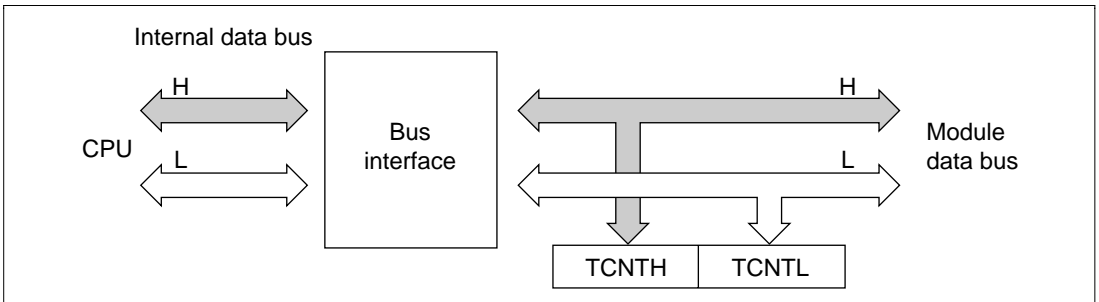 Internal data bus
H
H
CPU
Bus
interface
Module
data bus
L
L
TCNTH
TCNTL